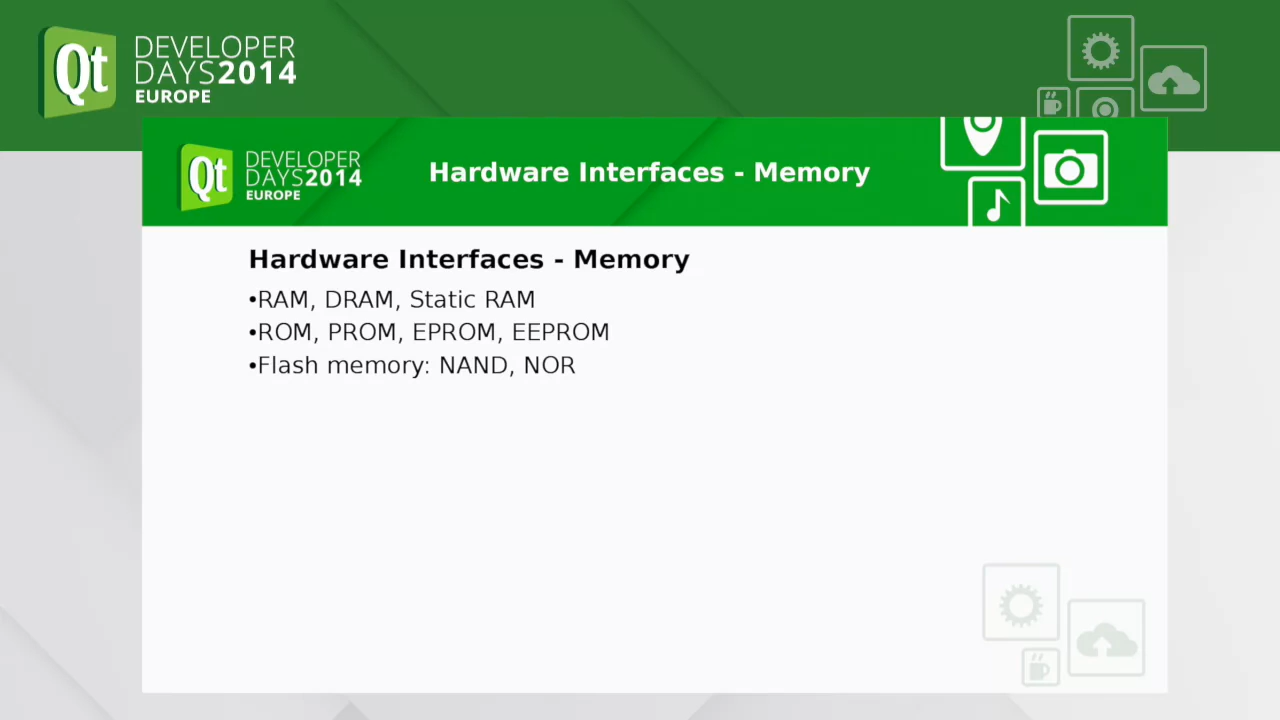 Qt
DEVELOPER
DAYS2014
EUROPE
Qt
DEVELOPER
DAYS2014
EUROPE
Hardware Interfaces - Memory
Hardware Interfaces - Memory
•RAM, DRAM, Static RAM
•ROM, PROM, EPROM, EEPROM
•Flash memory: NAND, NOR